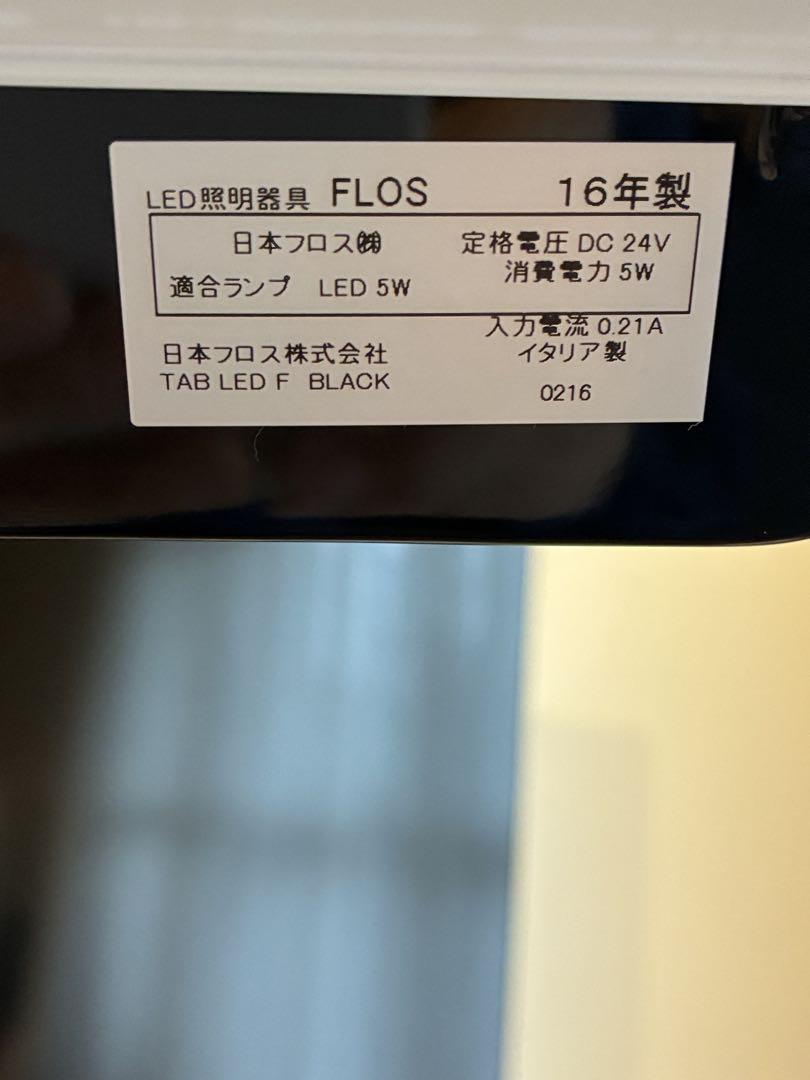 LED照明器具 FLOS 16年製
日本フロス㈱ 定格電圧 DC 24V
消費電力 5W
適合ランプ LED 5W
入力電流 0.21A
日本フロス株式会社 イタリア製
TAB LED F BLACK 0216